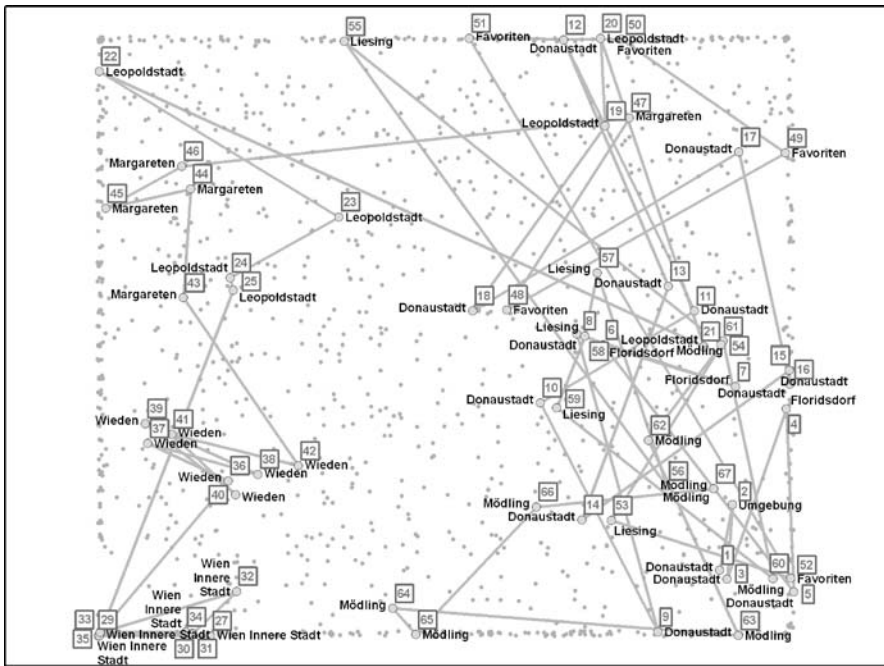 55
51
12
20
50
Liesing
Favoriten
Leopoldstadt
Donaustadt
Favoriten
22
Leopoldstadt
19
47
Leopoldstadt
Margareten
17
49
Donaustadt
Favoriten
46
Margareten
44
45
Margareten
Margareten
23
Leopoldstadt
24
Leopoldstadt
25
Leopoldstadt
43
Margareten
57
Liesing
13
Donaustadt
18
48
Donaustadt
Favoriten
11
Donaustadt
8
6
Liesing
Donaustadt
58
Floridsdorf
21
61
Leopoldstadt
Mödling
54
15
16
7
Floridsdorf
Donaustadt
Donaustadt
Floridsdorf
4
10
59
Donaustadt
Liesing
39
41
Wieden
Wieden
37
Wieden
62
Mödling
42
36
38
Wieden
Wieden
Wieden
40
Wieden
56
67
2
Mödling
Mödling
Umgebung
66
Mödling
14
53
Donaustadt
Liesing
1
Donaustadt
Donaustadt
3
60
52
Favoriten
Mödling
Donaustadt
5
32
Wien
Innere
Stadt
64
Mödling
65
Mödling
9
Donaustadt
63
Mödling
Wien
Innere
Stadt
33
29
34
27
Wien Innere Stadt
Wien Innere Stadt
35
Wien Innere
Stadt
30
31